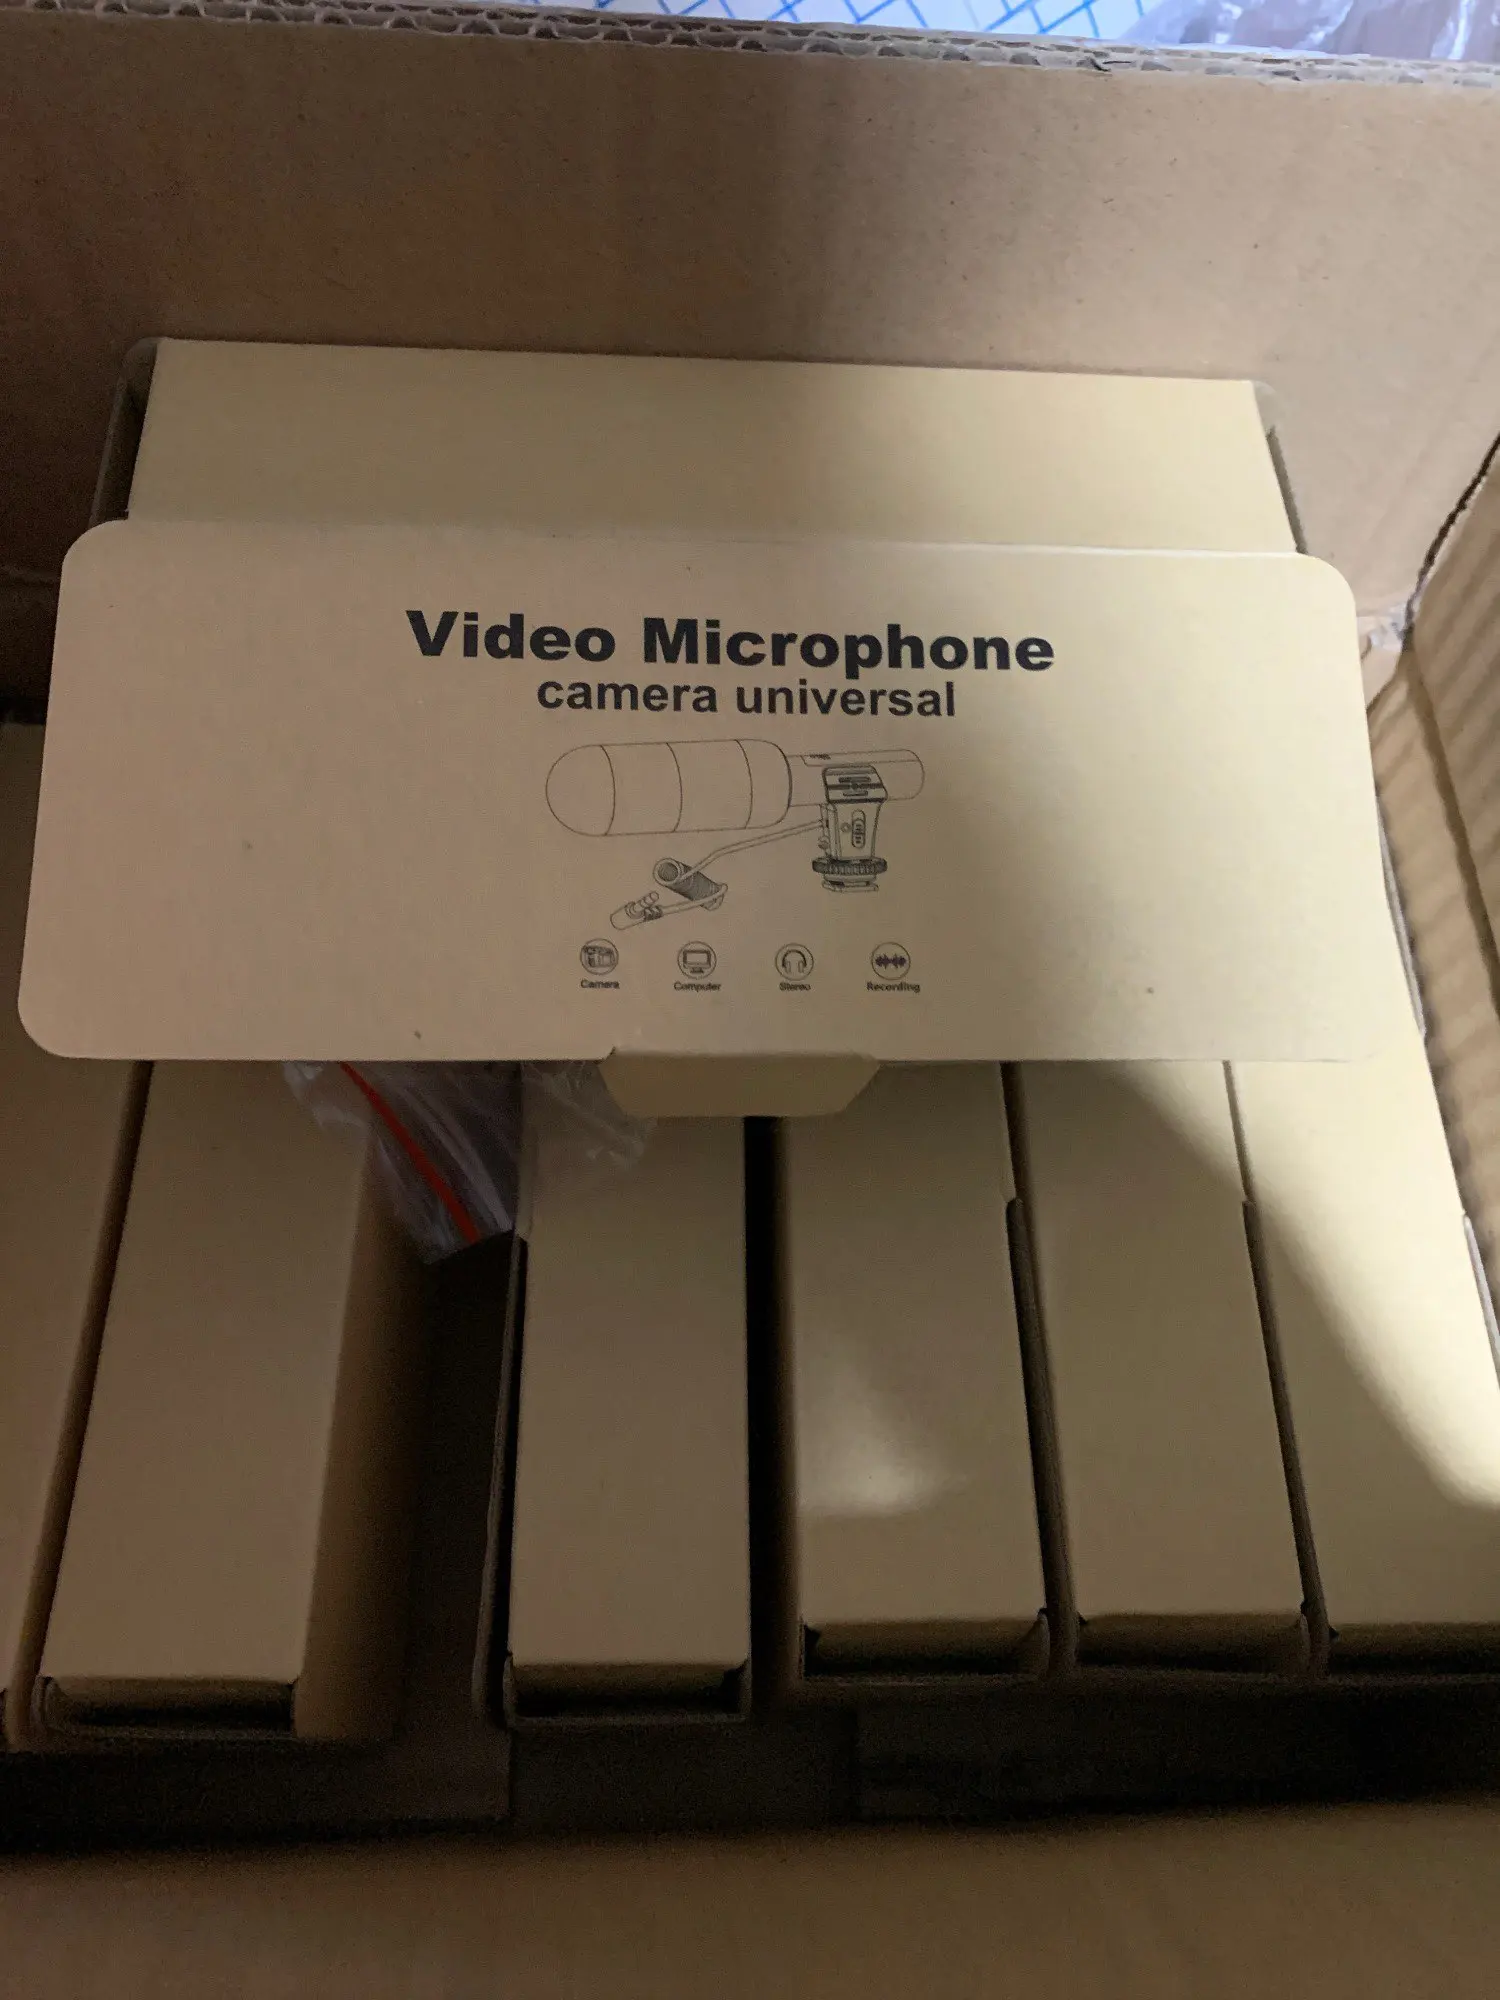 Video Microphone
camera universal
Camera Computer Stereo Recording